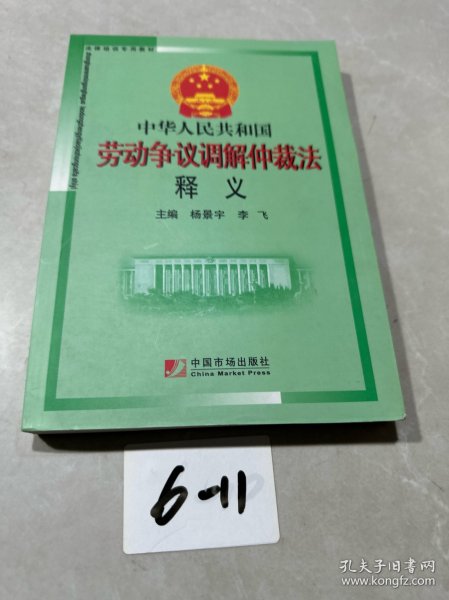 法律培训专用教材
中华人民共和国
劳动争议调解仲裁法
释义
主编 杨景宇 李飞
中国市场出版社
China Market Press
6-11
孔夫子旧书网
www.kongfz.com